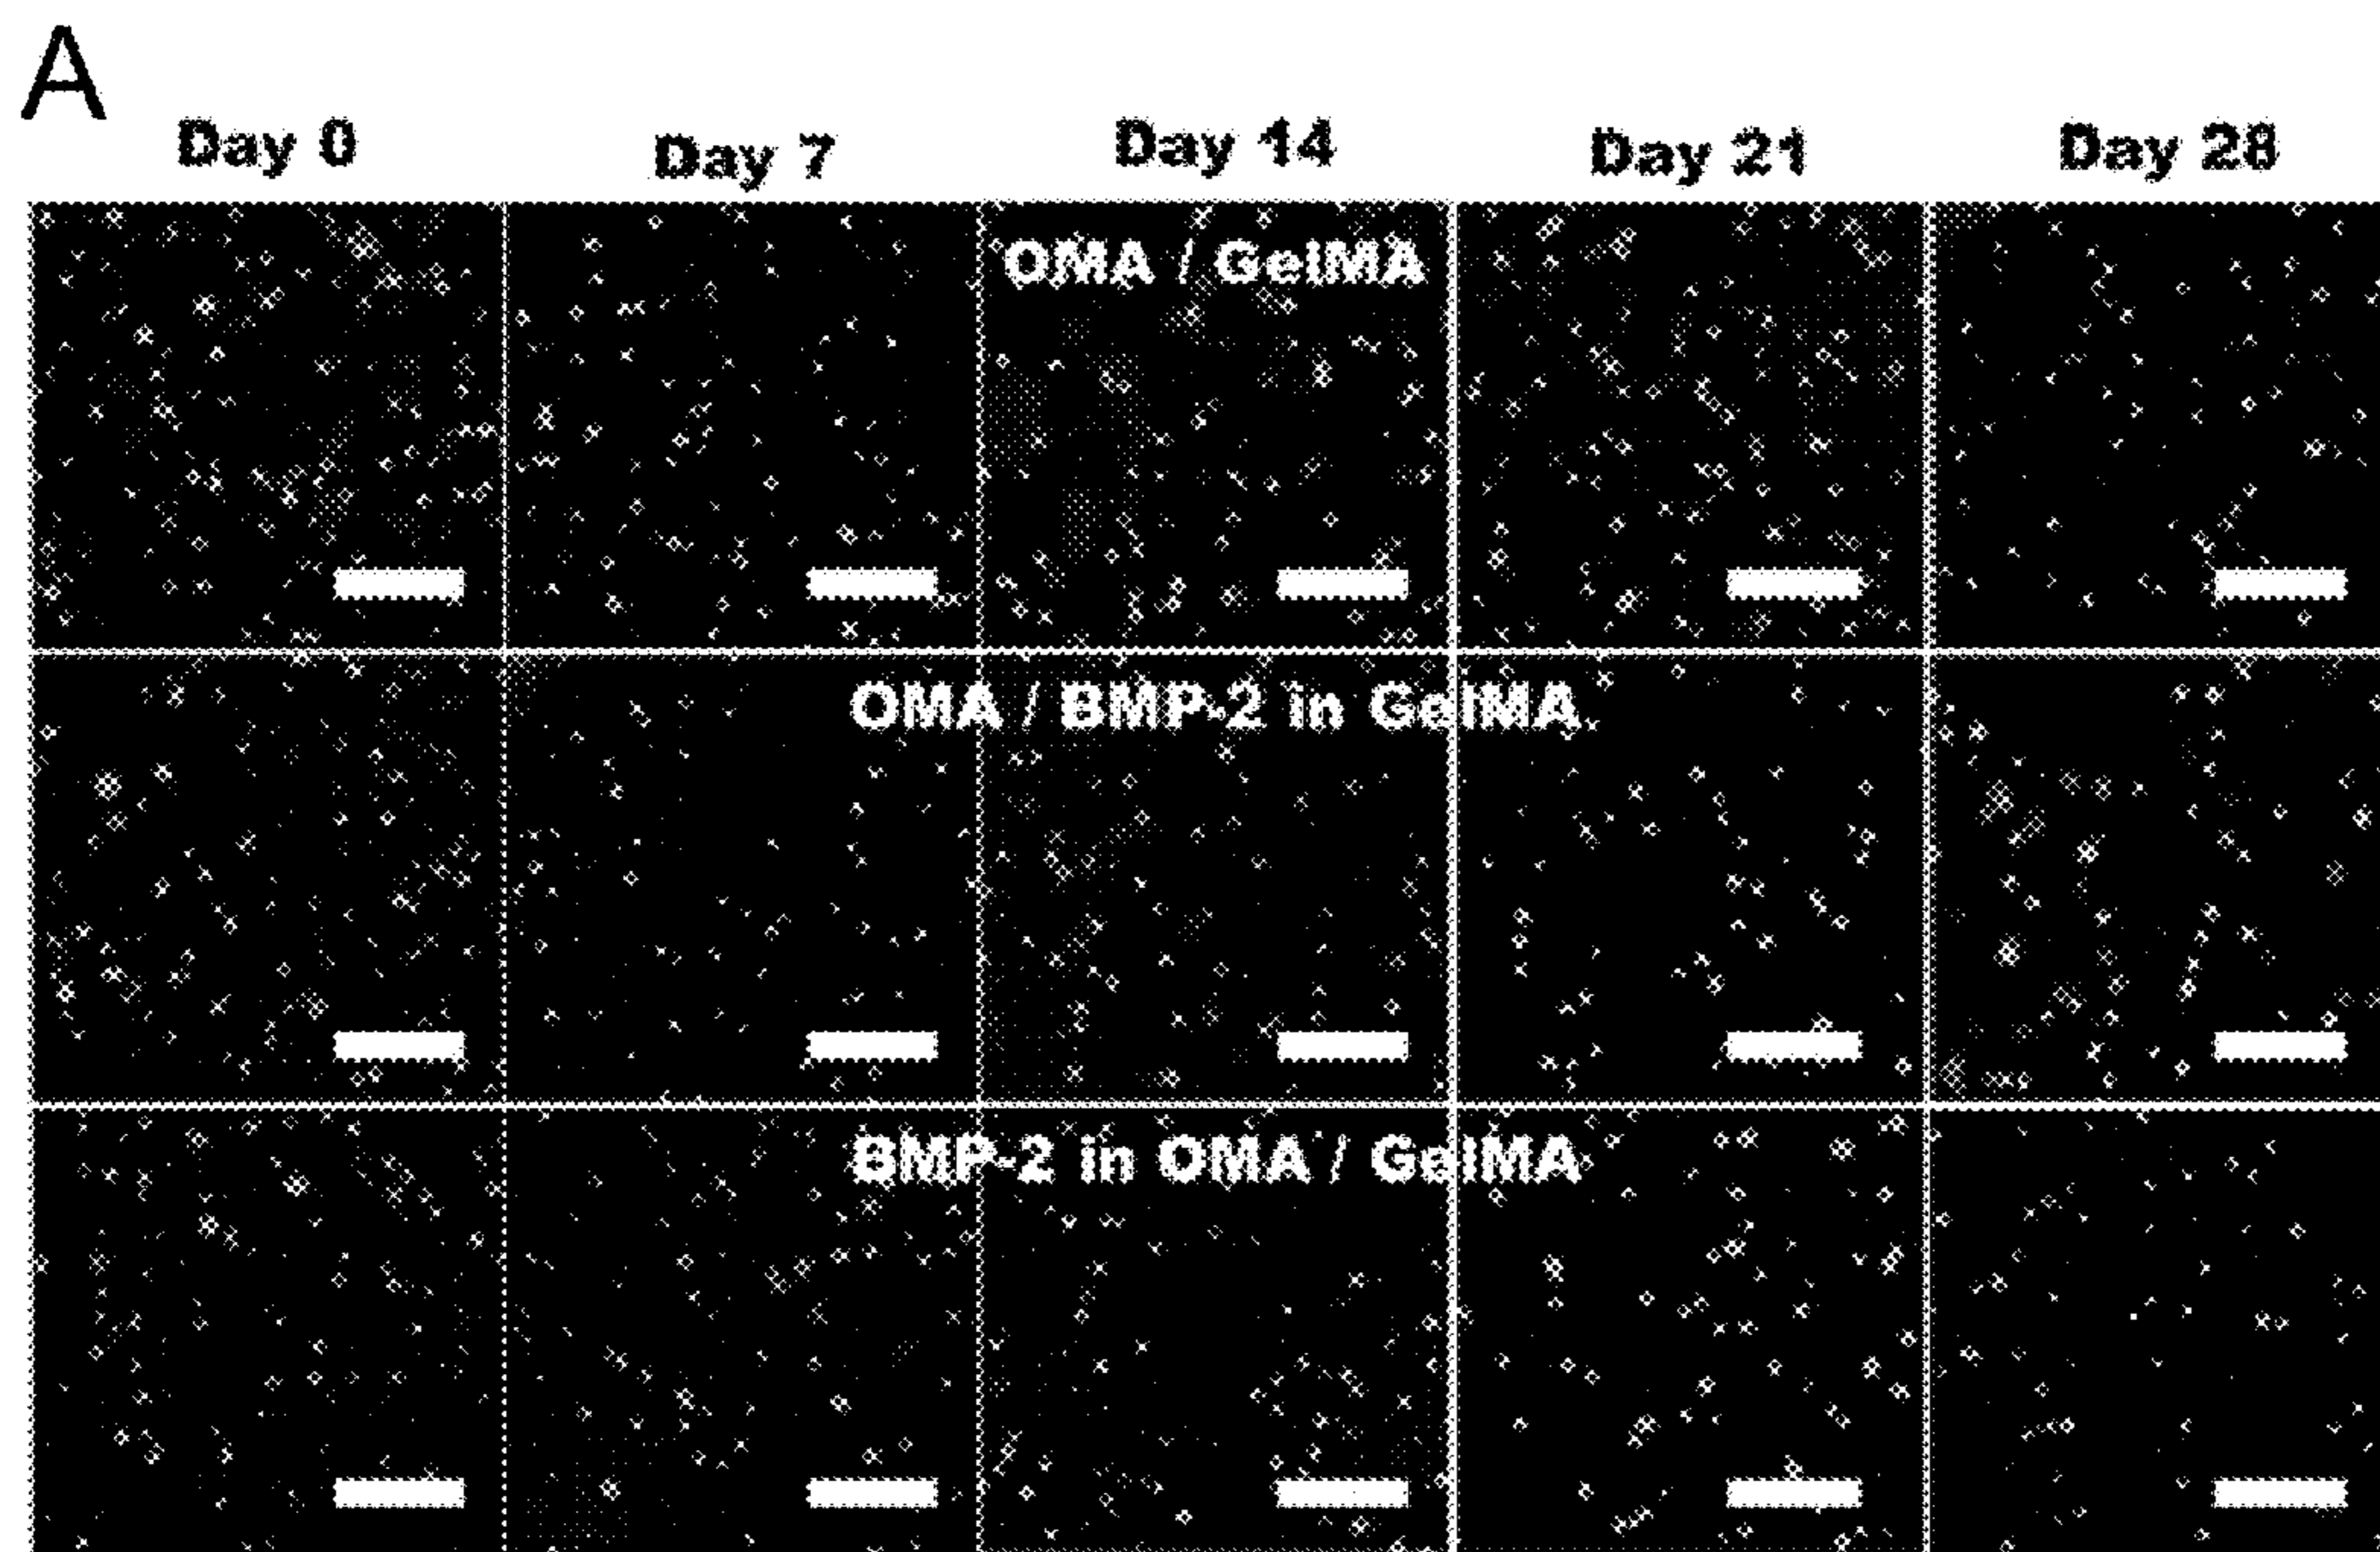 A
Day 0 Day 7 Day 14 Day 21 Day 28
OMA / GelMA
OMA / BMP-2 in GelMA
BMP-2 in OMA / GelMA